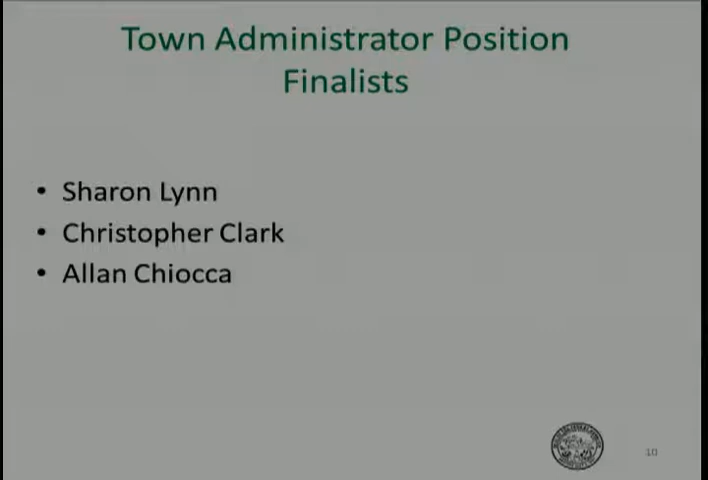 Town Administrator Position
Finalists
• Sharon Lynn
• Christopher Clark
• Allan Chiocca
10